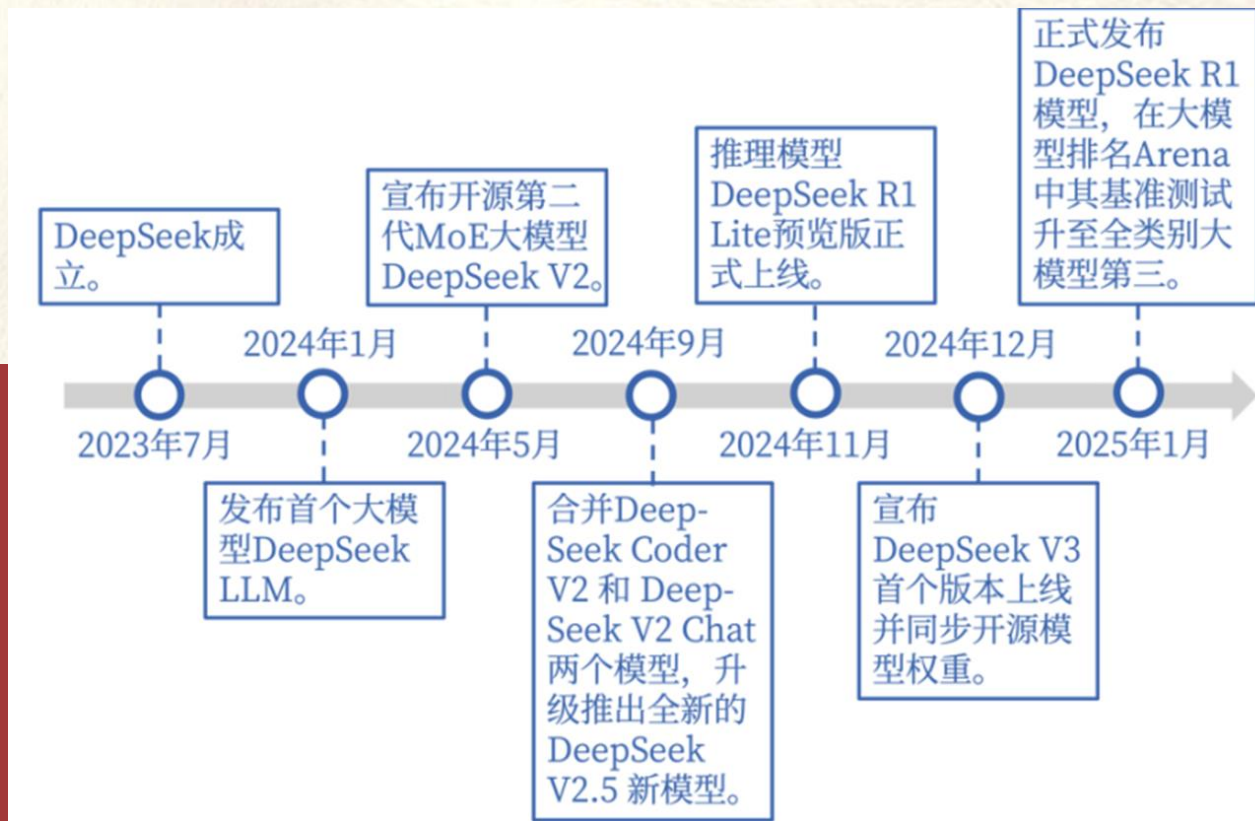 DeepSeek成
立。
2023年7月
2024年1月
发布首个大模
型DeepSeek
LLM。
宣布开源第二
代MoE大模型
DeepSeek V2。
2024年5月
2024年9月
合并Deep-
Seek Coder
V2 和 Deep-
Seek V2 Chat
两个模型，升
级推出全新的
DeepSeek
V2.5 新模型。
推理模型
DeepSeek R1
Lite预览版正
式上线。
2024年11月
2024年12月
宣布
DeepSeek V3
首个版本上线
并同步开源模
型权重。
正式发布
DeepSeek R1
模型，在大模
型排名Arena
中其基准测试
升至全类别大
模型第三。
2025年1月